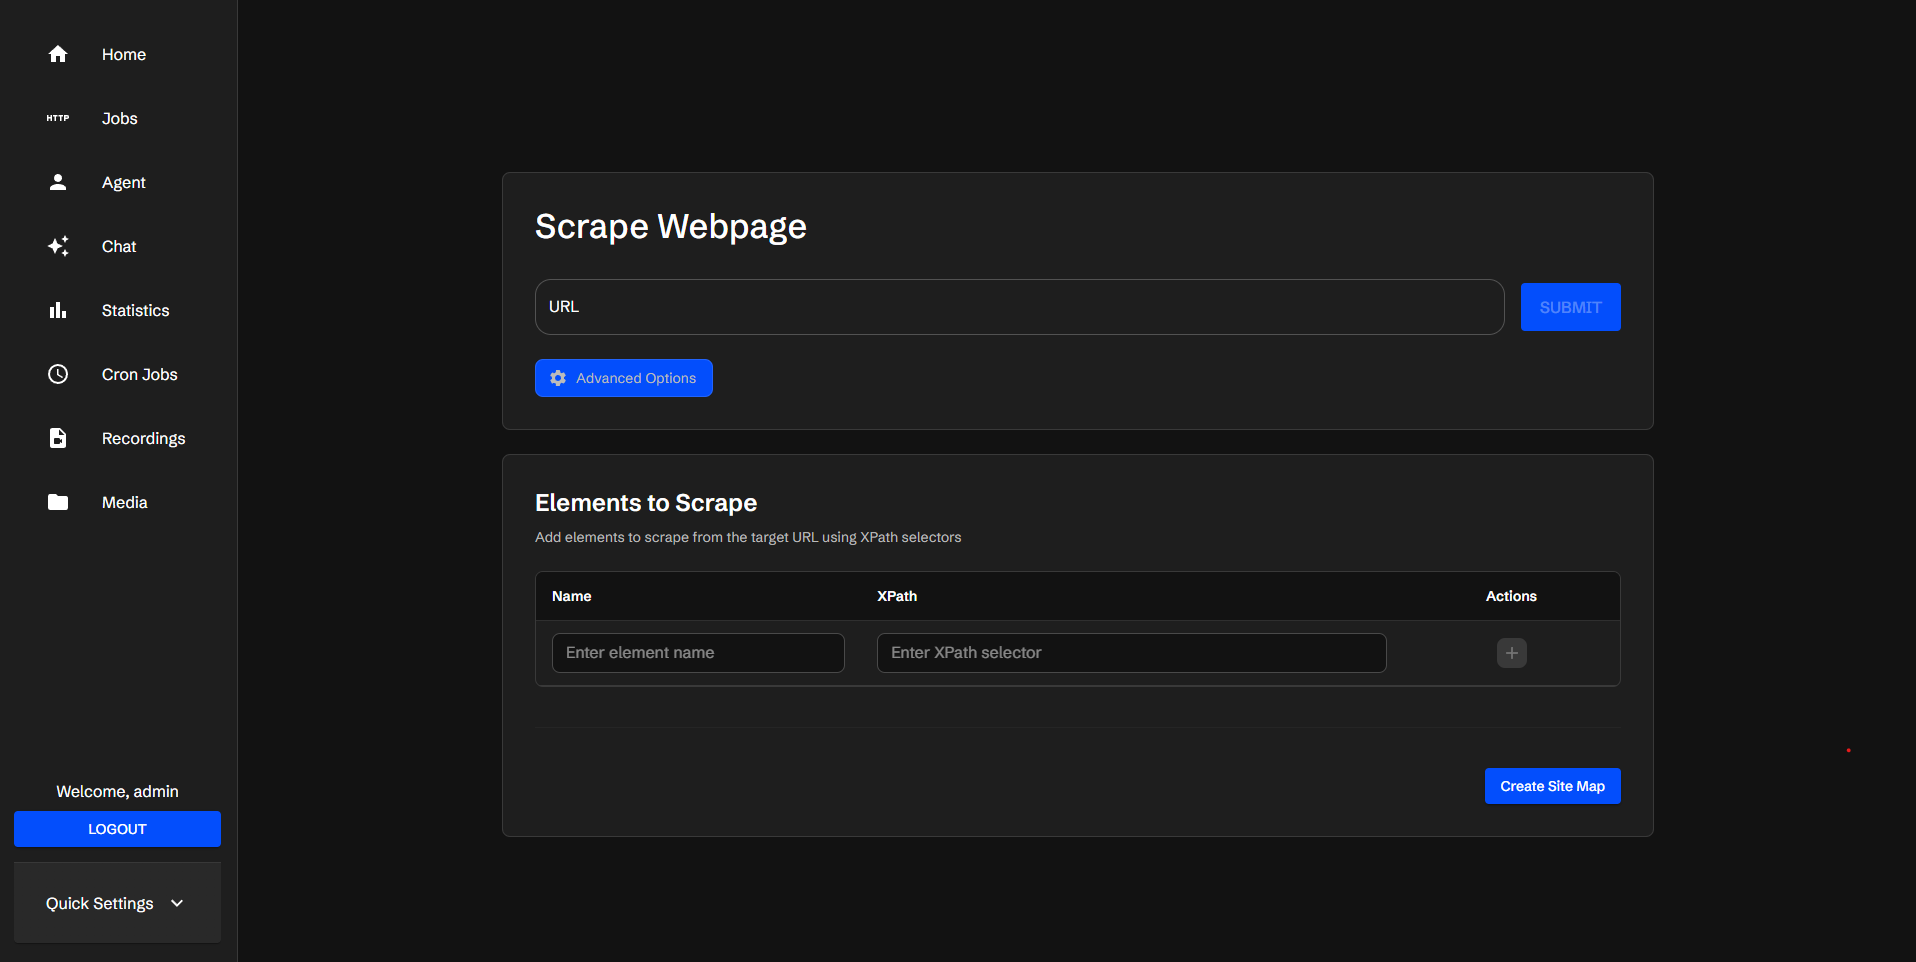 Home
HTTP Jobs
Agent
Chat
Statistics
Cron Jobs
Recordings
Media
Welcome, admin
LOGOUT
Quick Settings
Scrape Webpage
URL
SUBMIT
Advanced Options
Elements to Scrape
Add elements to scrape from the target URL using XPath selectors
Name XPath Actions
Enter element name Enter XPath selector
Create Site Map